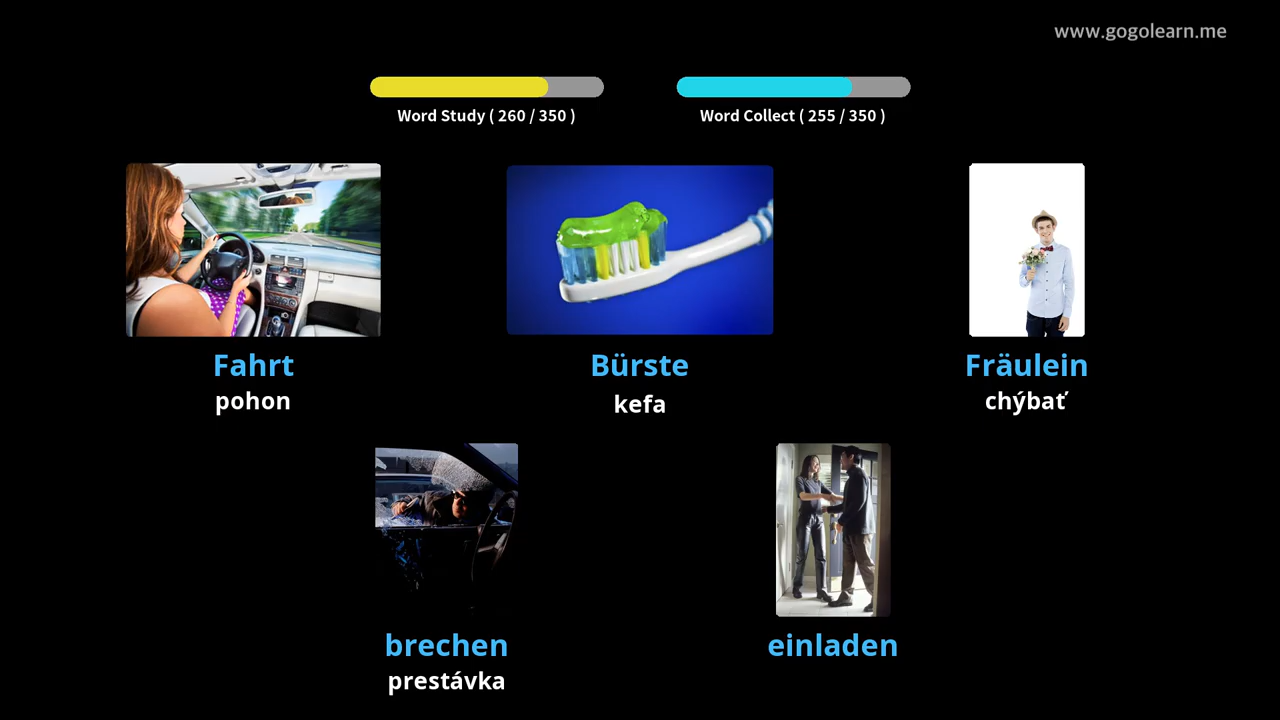 www.gogolearn.me
Word Study ( 260 / 350 )
Word Collect ( 255 / 350 )
Fahrt
pohon
Bürste
kefa
Fräulein
chýbať
brechen
prestávka
einladen